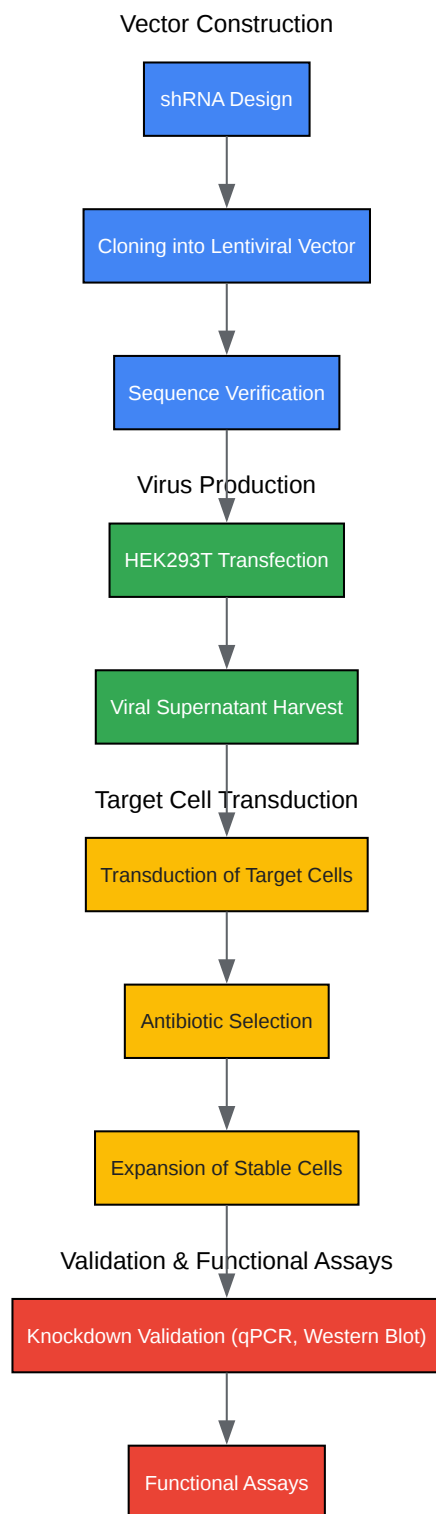 Vector Construction
shRNA Design
Cloning into Lentiviral Vector
Sequence Verification
Virus Production
HEK293T Transfection
Viral Supernatant Harvest
Target Cell Transduction
Transduction of Target Cells
Antibiotic Selection
Expansion of Stable Cells
Validation & Functional Assays
Knockdown Validation (qPCR, Western Blot)
Functional Assays